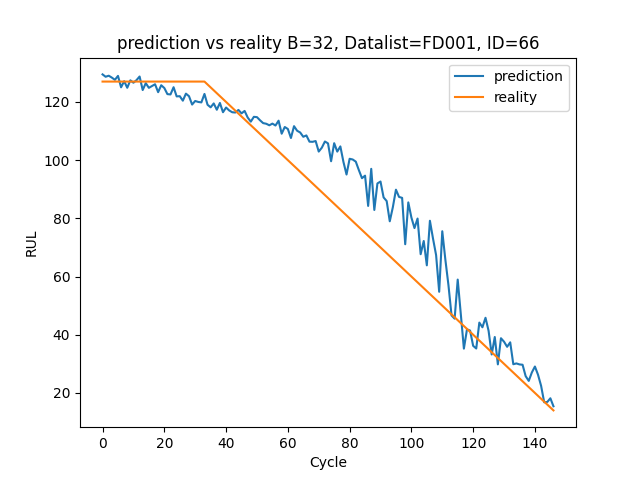 prediction vs reality B=32, Datalist=FD001, ID=66
prediction
reality
RUL
120
100
80
60
40
20
0 20 40 60 80 100 120 140
Cycle